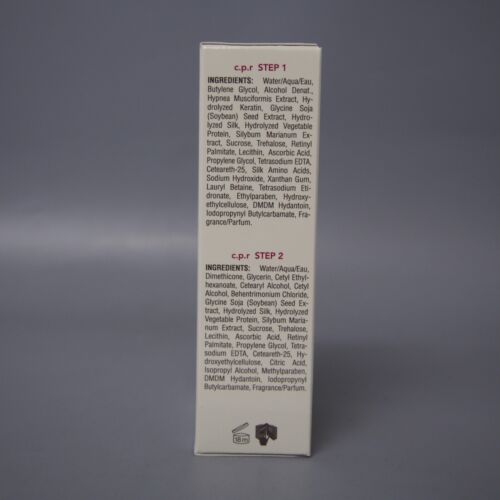 c.p.r STEP 1
INGREDIENTS: Water/Aqua/Eau,
Butylene Glycol, Alcohol Denat.,
Hypnea Musciformis Extract, Hy-
drolyzed Keratin, Glycine Soja
(Soybean) Seed Extract, Hydro-
lyzed Silk, Hydrolyzed Vegetable
Protein, Silybum Marianum Ex-
tract, Sucrose, Trehalose, Retinyl
Palmitate, Lecithin, Ascorbic Acid,
Propylene Glycol, Tetrasodium EDTA,
Ceteareth-25, Silk Amino Acids,
Sodium Hydroxide, Xanthan Gum,
Lauryl Betaine, Tetrasodium Eti-
dronate, Ethylparaben, Hydroxy-
ethylcellulose, DMDM Hydantoin,
Iodopropynyl Butylcarbamate, Fra-
grance/Parfum.
c.p.r STEP 2
INGREDIENTS: Water/Aqua/Eau,
Dimethicone, Glycerin, Cetyl Ethyl-
hexanoate, Cetearyl Alcohol, Cetyl
Alcohol, Behentrimonium Chloride,
Glycine Soja (Soybean) Seed Ext-
ract, Hydrolyzed Silk, Hydrolyzed
Vegetable Protein, Silybum Maria-
num Extract, Sucrose, Trehalose,
Lecithin, Ascorbic Acid, Retinyl
Palmitate, Propylene Glycol, Tetra-
sodium EDTA, Ceteareth-25, Hy-
droxyethylcellulose, Citric Acid,
Isopropyl Alcohol, Methylparaben,
DMDM Hydantoin, Iodopropynyl
Butylcarbamate, Fragrance/Parfum.
18 m